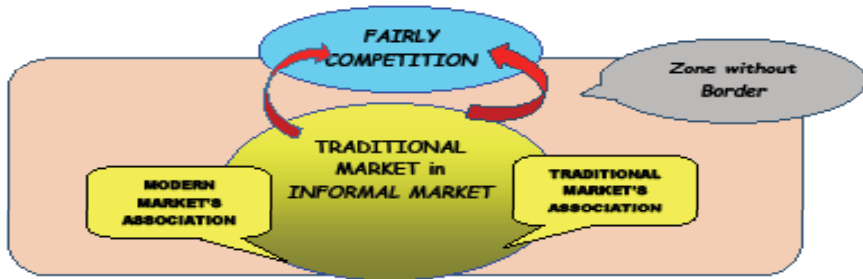 FAIRLY
COMPETITION
Zone without
Border
TRADITIONAL
MARKET in
INFORMAL MARKET
MODERN
MARKET'S
ASSOCIATION
TRADITIONAL
MARKET'S
ASSOCIATION